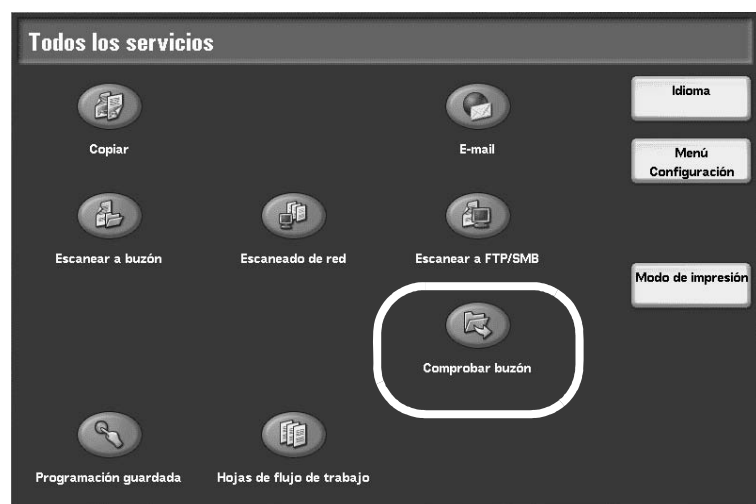 Todos los servicios
Copiar
E-mail
Idioma
Menú
Configuración
Escanear a buzón
Escaneado de red
Escanear a FTP/SMB
Modo de impresión
Comprobar buzón
Programación guardada
Hojas de flujo de trabajo